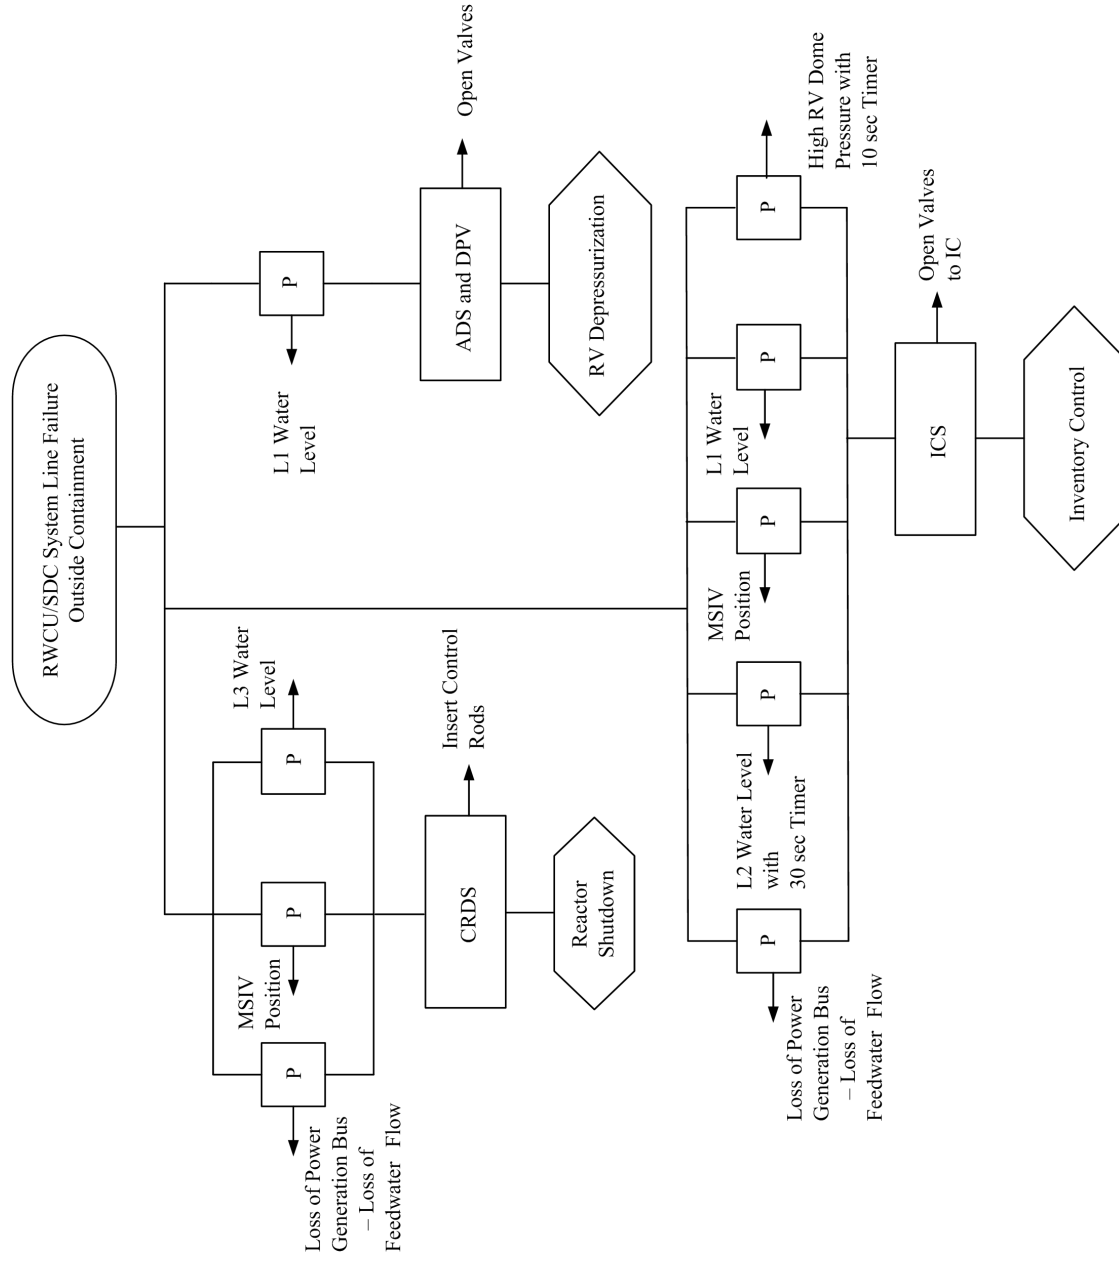 RWCU/SDC System Line Failure
Outside Containment
P
Loss of Power
Generation Bus
– Loss of
Feedwater Flow
P
MSIV
Position
P
L3 Water
Level
CRDS
Insert Control
Rods
Reactor
Shutdown
P
L1 Water
Level
ADS and DPV
Open Valves
RV Depressurization
P
Loss of Power
Generation Bus
– Loss of
Feedwater Flow
P
L2 Water Level
with
30 sec Timer
P
MSIV
Position
P
L1 Water
Level
P
High RV Dome
Pressure with
10 sec Timer
ICS
Open Valves
to IC
Inventory Control